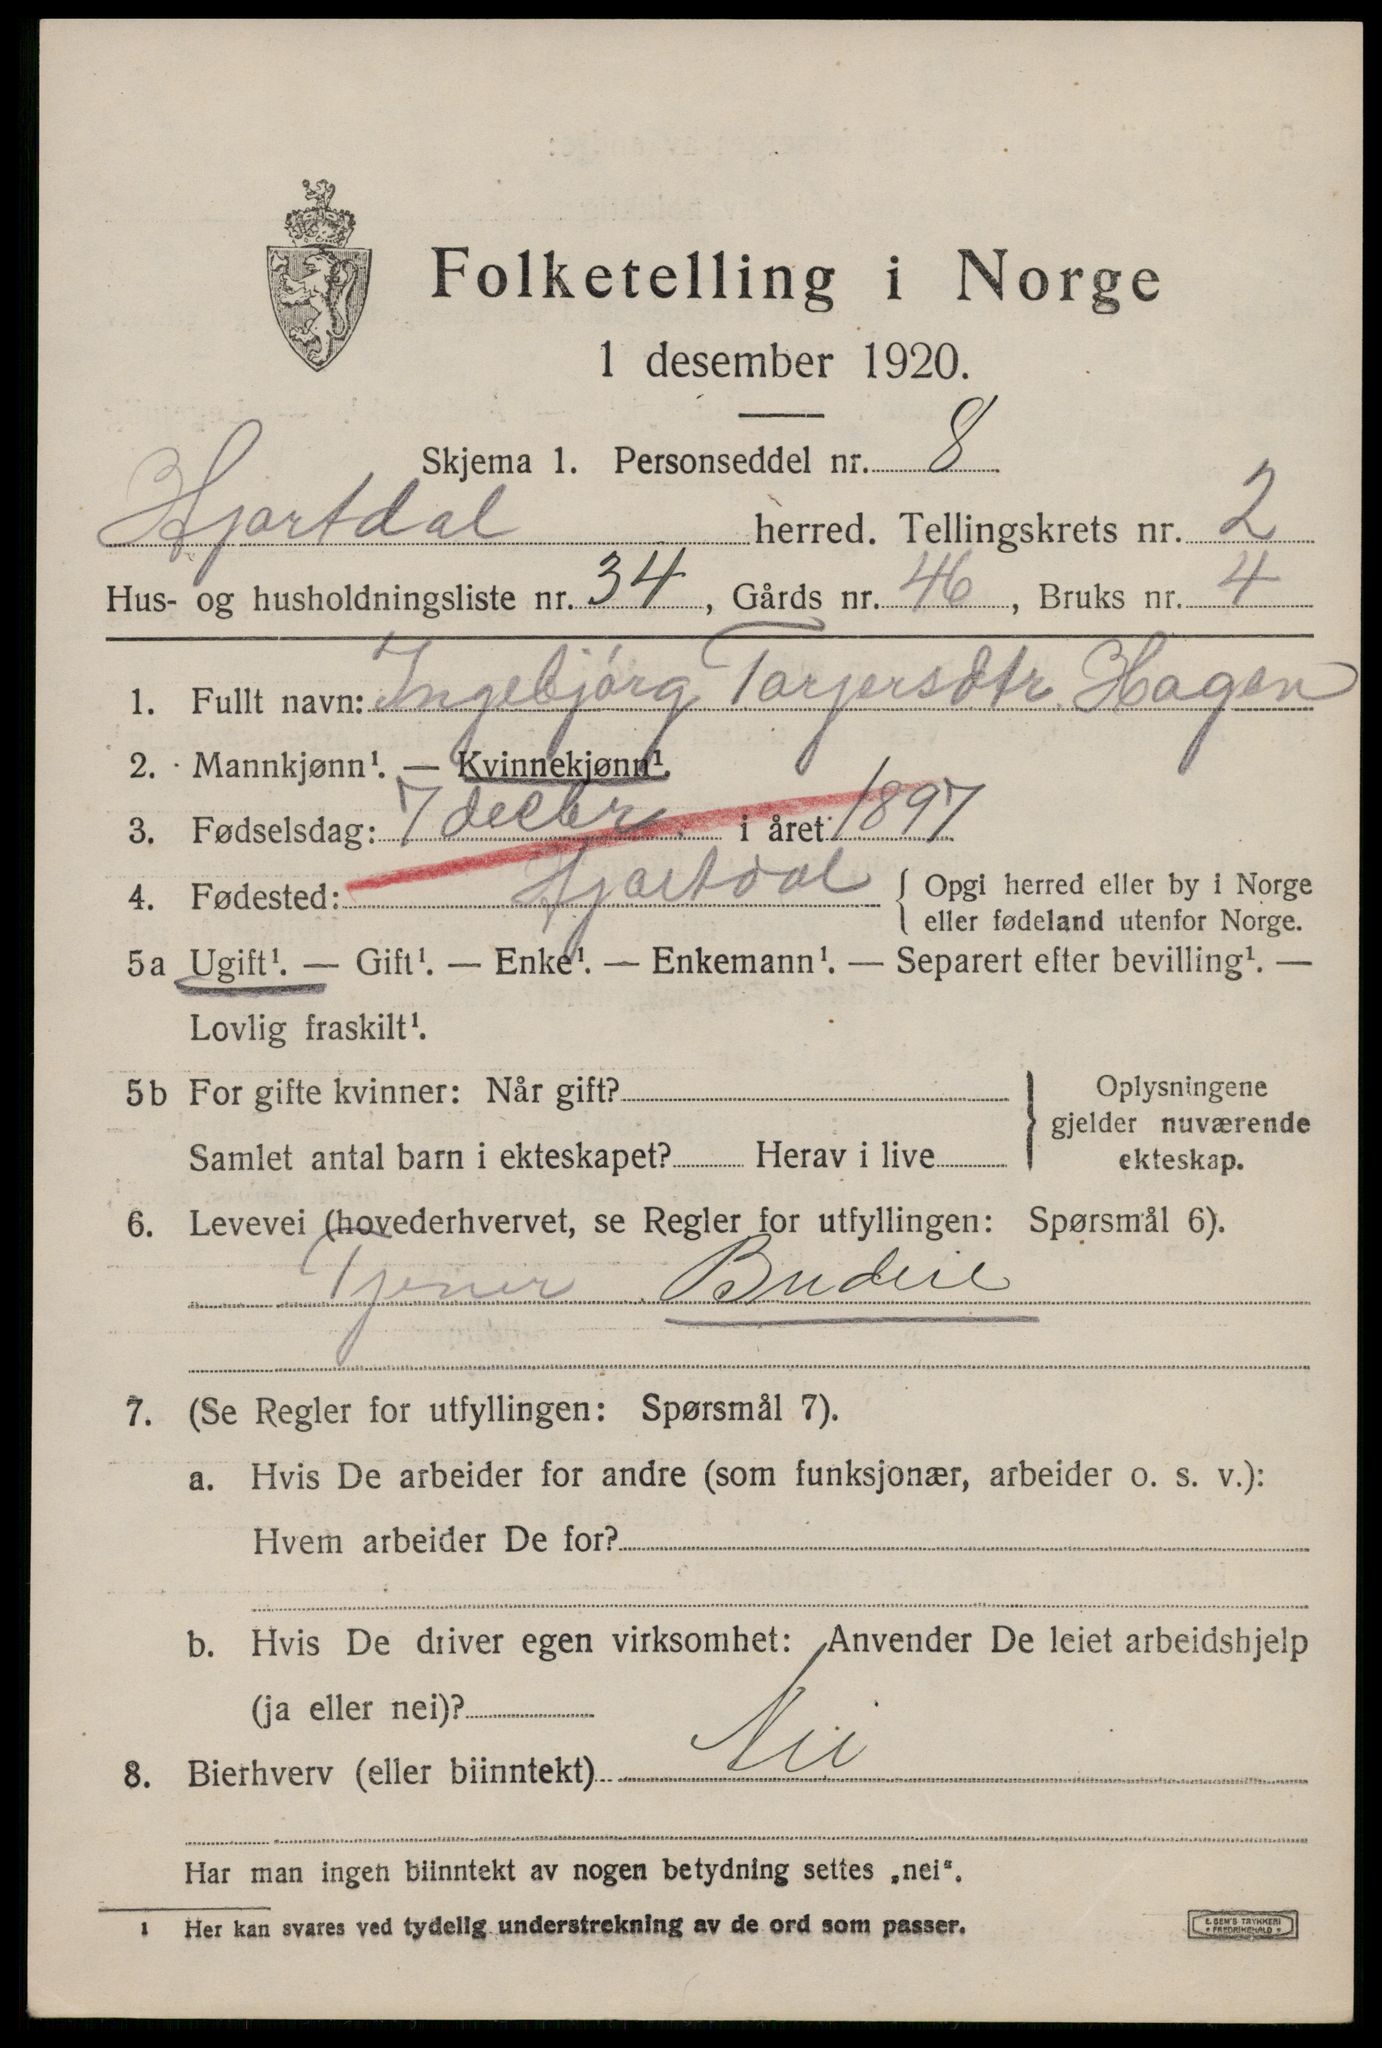 Folketelling i Norge
1 desember 1920.
Skjema 1. Personseddel nr. 8
Hjartdal herred. Tellingskrets nr. 2
Hus- og husholdningsliste nr. 34, Gårds nr. 46, Bruks nr. 4
1. Fullt navn: Ingebjörg Tarjersdtr. Hagen
2. Mannkjønn¹. — Kvinnekjønn¹.
3. Fødselsdag: 7 decbr. i året 1897
4. Fødested: Hjartdal { Opgi herred eller by i Norge
eller fødeland utenfor Norge.
5a Ugift¹. — Gift¹. — Enke¹. — Enkemann¹. — Separert efter bevilling¹. —
Lovlig fraskilt¹.
5b For gifte kvinner: Når gift? } Oplysningene
gjelder nuværende
Samlet antal barn i ekteskapet? Herav i live ekteskap.
6. Levevei (hovederhvervet, se Regler for utfyllingen: Spørsmål 6).
Tjener Budeie
7. (Se Regler for utfyllingen: Spørsmål 7).
a. Hvis De arbeider for andre (som funksjonær, arbeider o. s. v.):
Hvem arbeider De for?
b. Hvis De driver egen virksomhet: Anvender De leiet arbeidshjelp
(ja eller nei)?
8. Bierhverv (eller biinntekt) Nei
Har man ingen biinntekt av nogen betydning settes „nei“.
1 Her kan svares ved tydelig understrekning av de ord som passer.
E. SEM'S TRYKKERI
FREDRIKSHALD